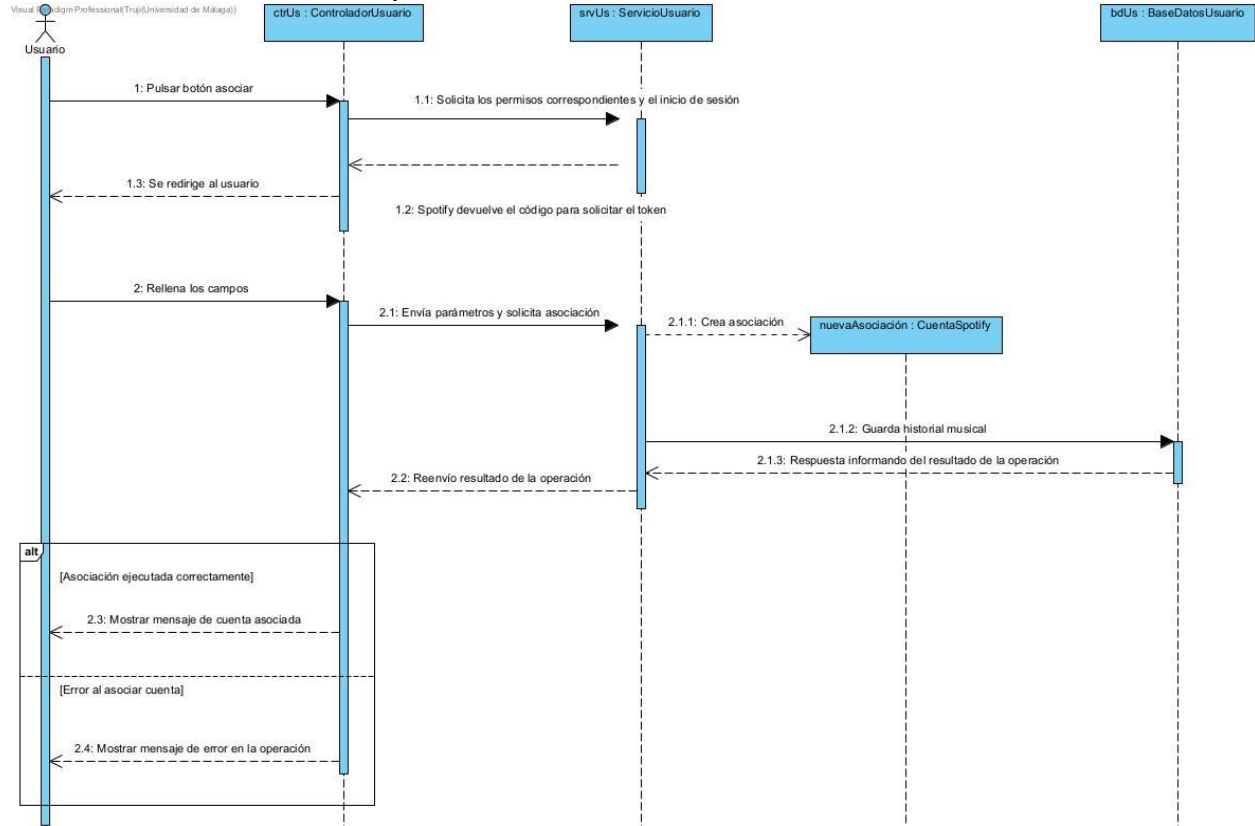 Visual Paradigm Professional(Truji(Universidad de Málaga))
Usuario
ctrUs : ControladorUsuario
srvUs : ServicioUsuario
bdUs : BaseDatosUsuario
1: Pulsar botón asociar
1.1: Solicita los permisos correspondientes y el inicio de sesión
1.3: Se redirige al usuario
1.2: Spotify devuelve el código para solicitar el token
2: Rellena los campos
2.1: Envía parámetros y solicita asociación
2.1.1: Crea asociación
nuevaAsociación : CuentaSpotify
2.1.2: Guarda historial musical
2.1.3: Respuesta informando del resultado de la operación
2.2: Reenvío resultado de la operación
alt
[Asociación ejecutada correctamente]
2.3: Mostrar mensaje de cuenta asociada
[Error al asociar cuenta]
2.4: Mostrar mensaje de error en la operación